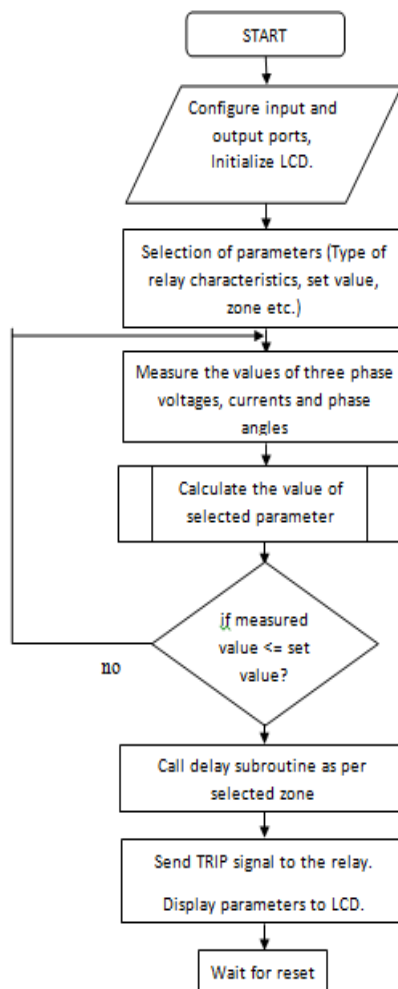 START
Configure input and
output ports,
Initialize LCD.
Selection of parameters (Type of
relay characteristics, set value,
zone etc.)
Measure the values of three phase
voltages, currents and phase
angles
Calculate the value of
selected parameter
if measured
value <= set
value?
no
Call delay subroutine as per
selected zone
Send TRIP signal to the relay.
Display parameters to LCD.
Wait for reset